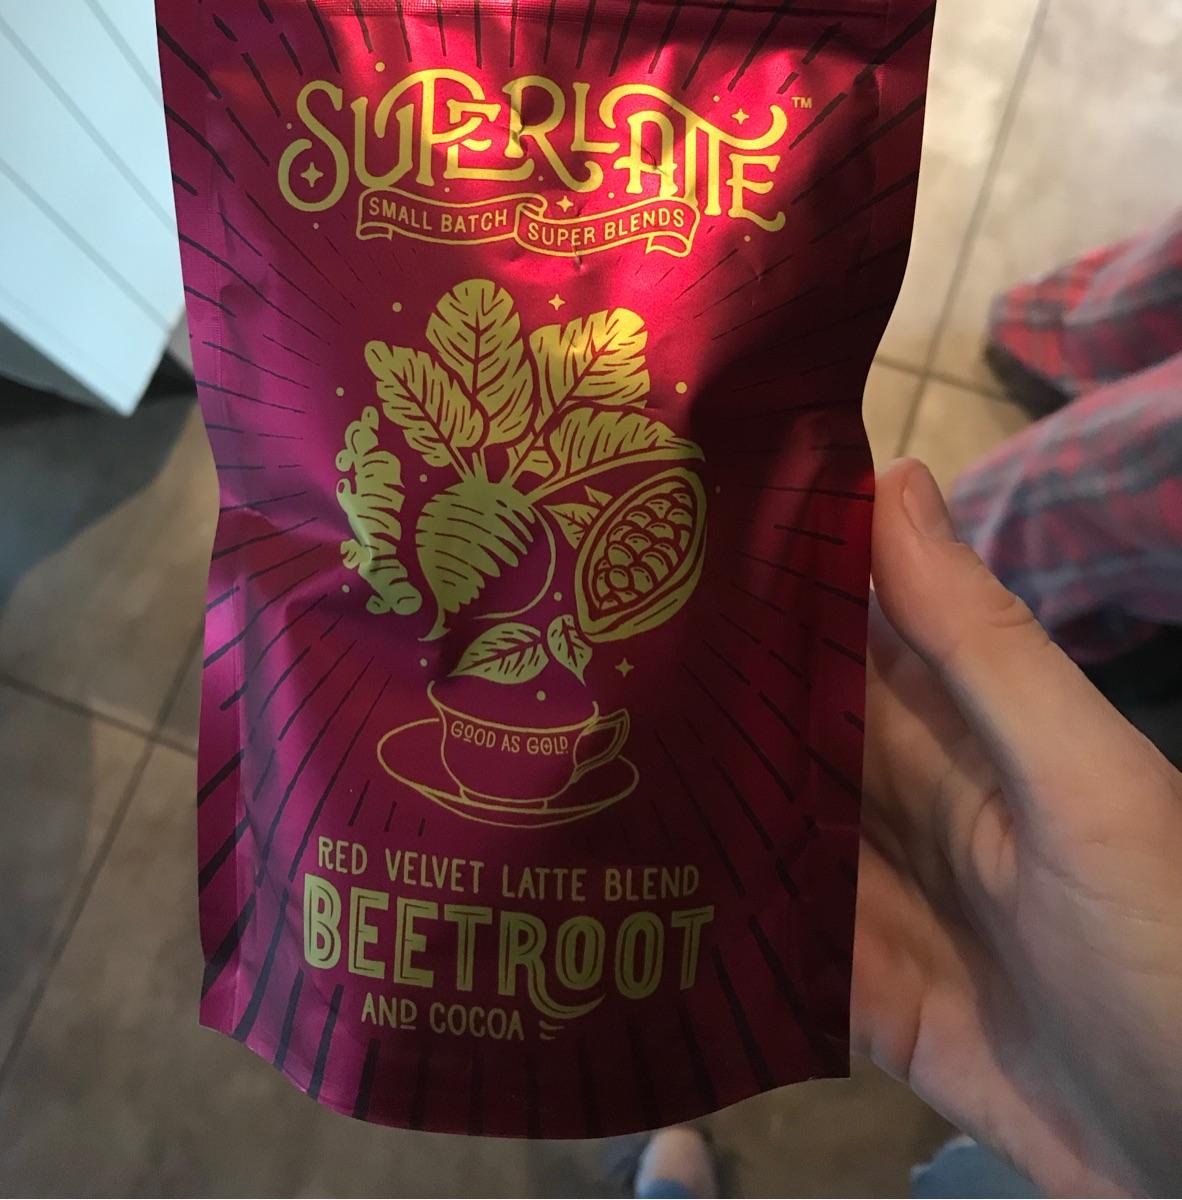 SUPERLATTE™
SMALL BATCH SUPER BLENDS
GOOD AS GOLD
RED VELVET LATTE BLEND
BEETROOT
AND COCOA